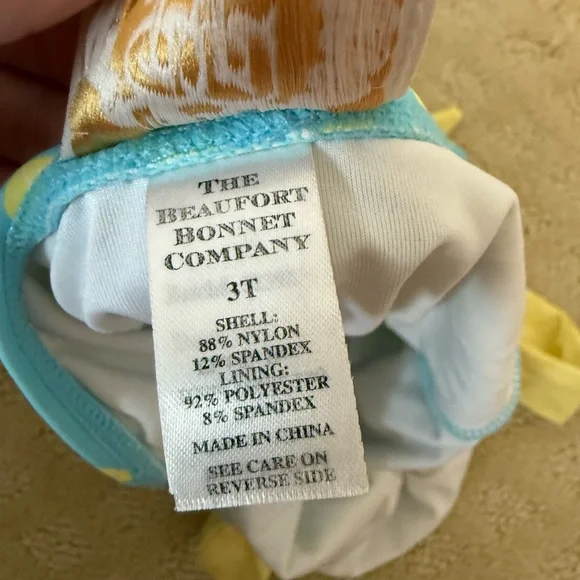 THE
BEAUFORT
BONNET
COMPANY
3T
SHELL:
88% NYLON
12% SPANDEX
LINING:
92% POLYESTER
8% SPANDEX
MADE IN CHINA
SEE CARE ON
REVERSE SIDE